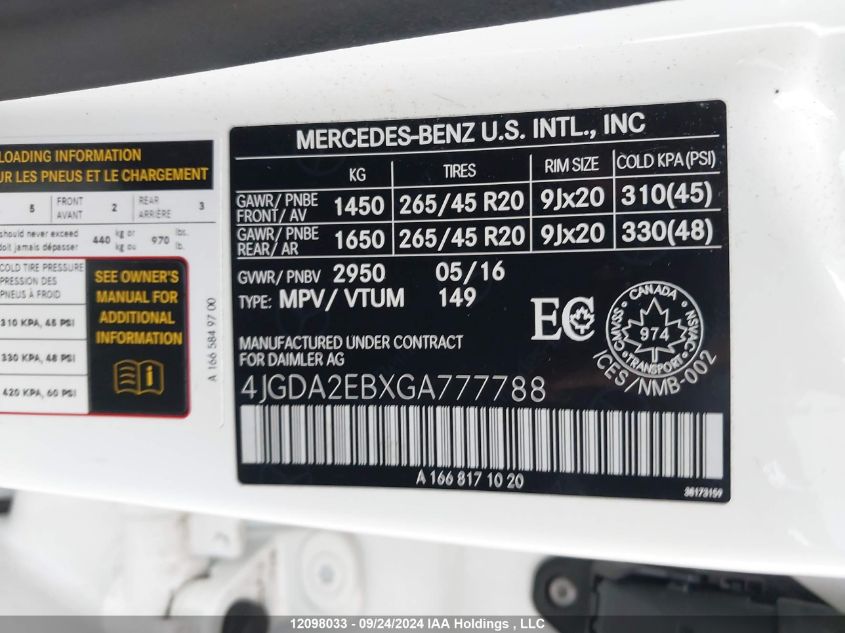 LOADING INFORMATION
UR LES PNEUS ET LE CHARGEMENT
5 FRONT AVANT 2 REAR ARRIÈRE 3
should never exceed
doit jamais dépasser
440 kg or kg ou 970 lbs. lb.
COLD TIRE PRESSURE
PRESSION DES
PNEUS À FROID
310 KPA, 45 PSI
330 KPA, 48 PSI
420 KPA, 60 PSI
SEE OWNER'S
MANUAL FOR
ADDITIONAL
INFORMATION
A 166 584 97 00
MERCEDES-BENZ U.S. INTL., INC
KG TIRES RIM SIZE COLD KPA (PSI)
GAWR/ PNBE FRONT/ AV 1450 265/45 R20 9Jx20 310(45)
GAWR/ PNBE REAR/ AR 1650 265/45 R20 9Jx20 330(48)
GVWR/ PNBV 2950 05/16
TYPE: MPV/ VTUM 149
EC
CANADA
CMVSS NSVAC
974
ICES/NMB-002
MANUFACTURED UNDER CONTRACT
FOR DAIMLER AG
4JGDA2EBXGA777788
A 166 817 10 20
38173159
12098033 - 09/24/2024 IAA Holdings , LLC